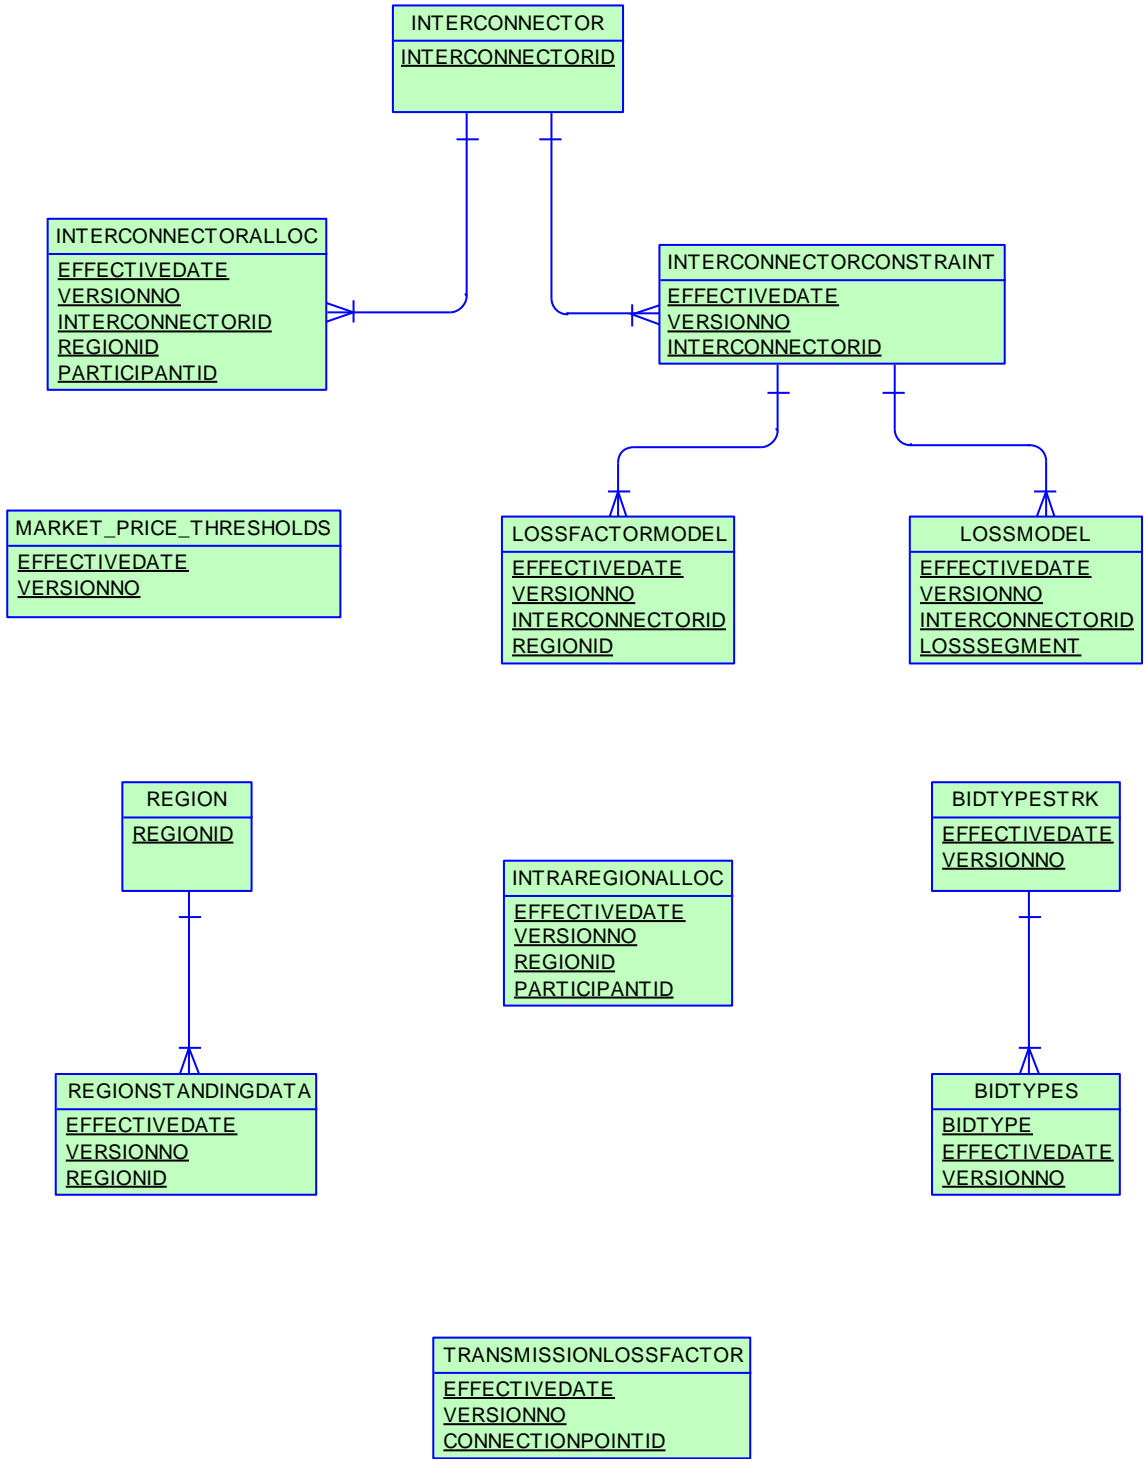 INTERCONNECTOR
INTERCONNECTORID
INTERCONNECTORALLOC
EFFECTIVEDATE
VERSIONNO
INTERCONNECTORID
REGIONID
PARTICIPANTID
INTERCONNECTORCONSTRAINT
EFFECTIVEDATE
VERSIONNO
INTERCONNECTORID
MARKET_PRICE_THRESHOLDS
EFFECTIVEDATE
VERSIONNO
LOSSFACTORMODEL
EFFECTIVEDATE
VERSIONNO
INTERCONNECTORID
REGIONID
LOSSMODEL
EFFECTIVEDATE
VERSIONNO
INTERCONNECTORID
LOSSSEGMENT
REGION
REGIONID
INTRAREGIONALLOC
EFFECTIVEDATE
VERSIONNO
REGIONID
PARTICIPANTID
BIDTYPESTRK
EFFECTIVEDATE
VERSIONNO
REGIONSTANDINGDATA
EFFECTIVEDATE
VERSIONNO
REGIONID
BIDTYPES
BIDTYPE
EFFECTIVEDATE
VERSIONNO
TRANSMISSIONLOSSFACTOR
EFFECTIVEDATE
VERSIONNO
CONNECTIONPOINTID